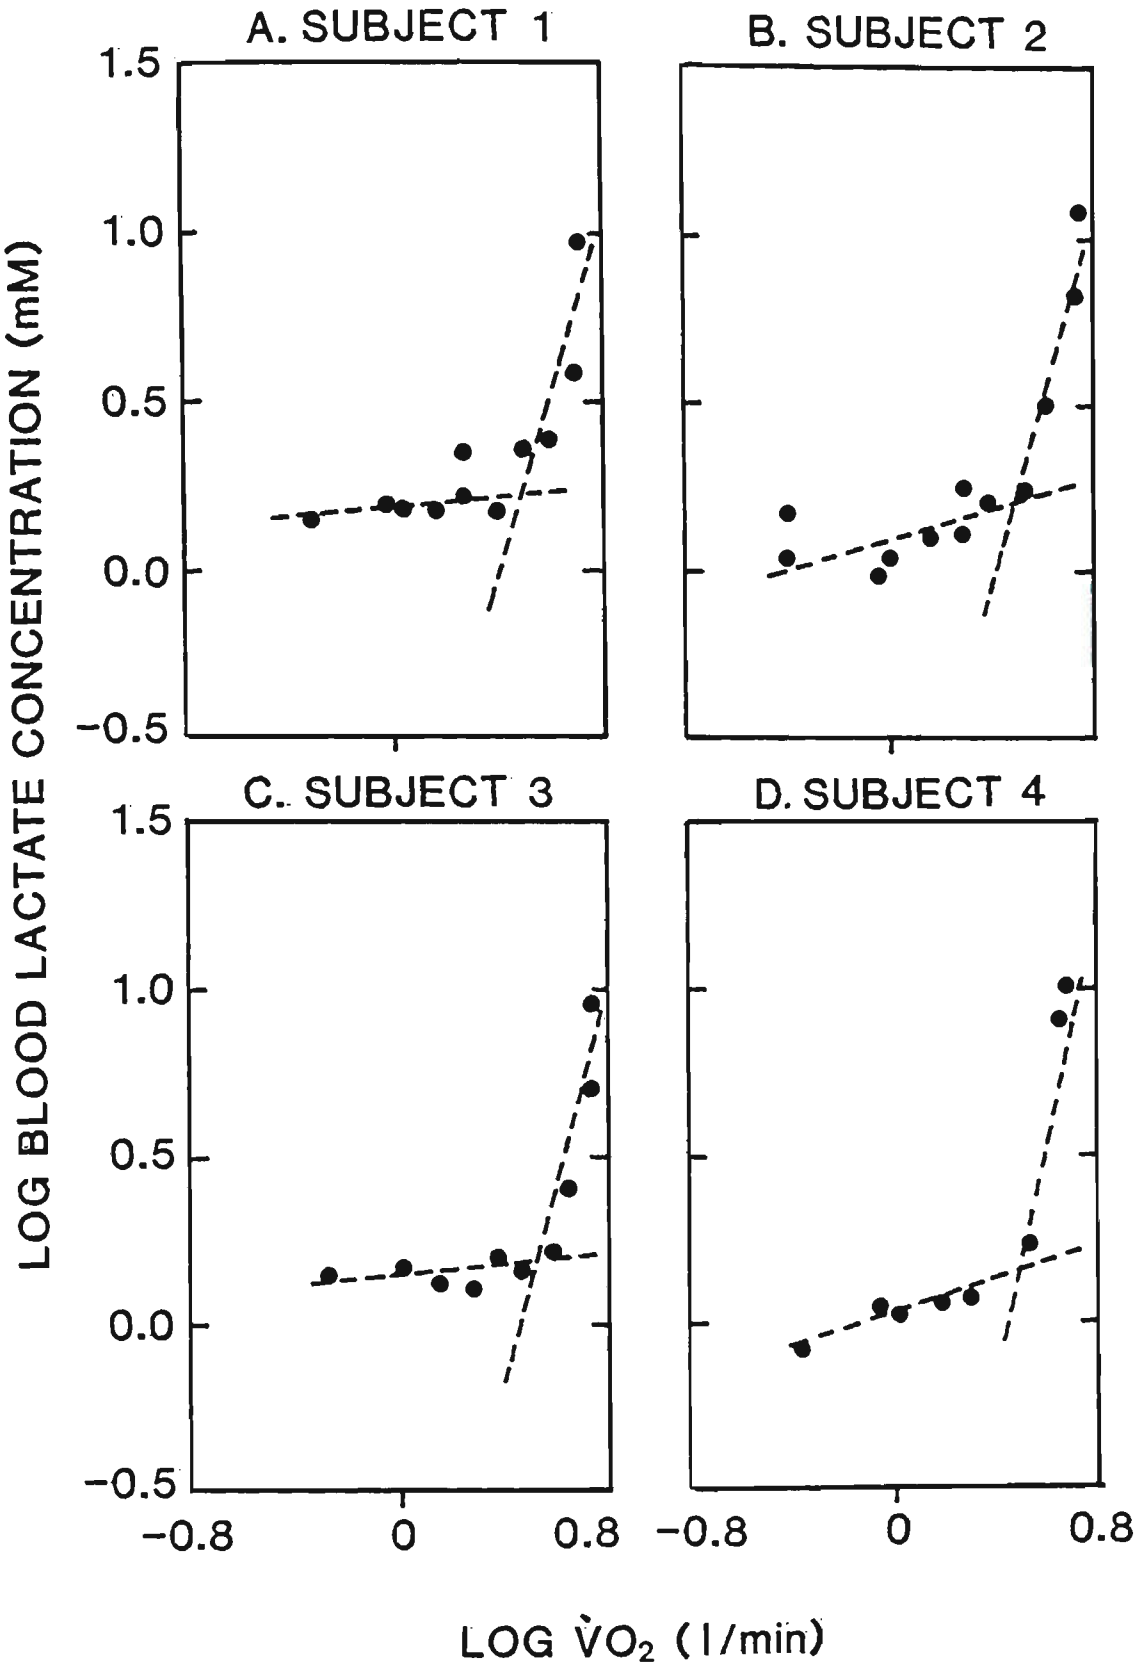 A. SUBJECT 1
B. SUBJECT 2
1.5
1.0
0.5
0.0
−0.5
C. SUBJECT 3
D. SUBJECT 4
1.5
1.0
0.5
0.0
−0.5
−0.8 0 0.8
−0.8 0 0.8
LOG BLOOD LACTATE CONCENTRATION (mM)
LOG V̇O₂ (l/min)